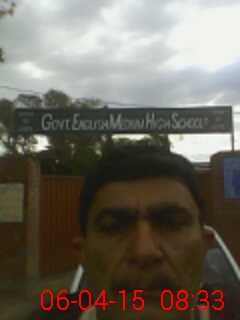 GOVT. ENGLISH MEDIUM HIGH SCHOOL
06-04-15 08:33